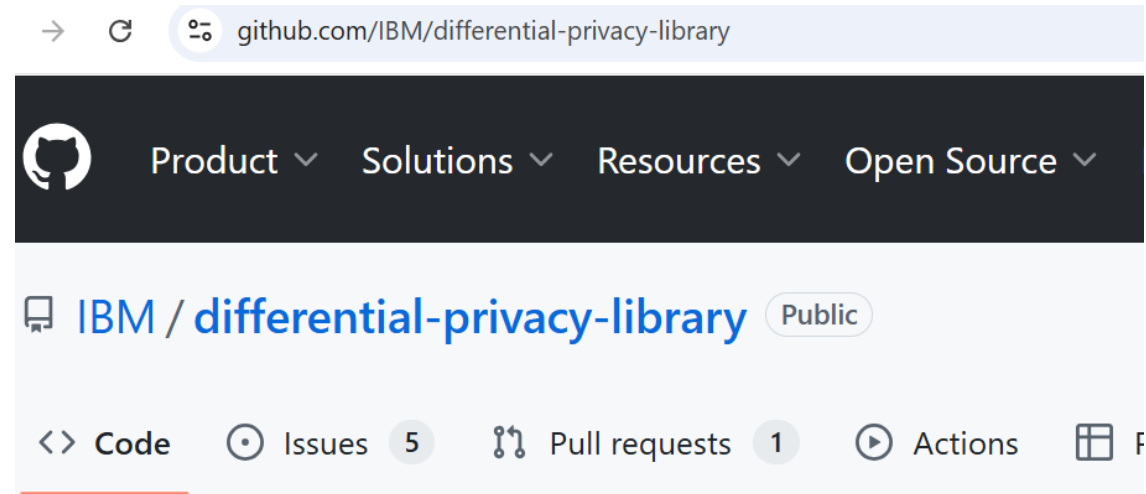 github.com/IBM/differential-privacy-library
Product Solutions Resources Open Source
IBM / differential-privacy-library Public
Code Issues 5 Pull requests 1 Actions